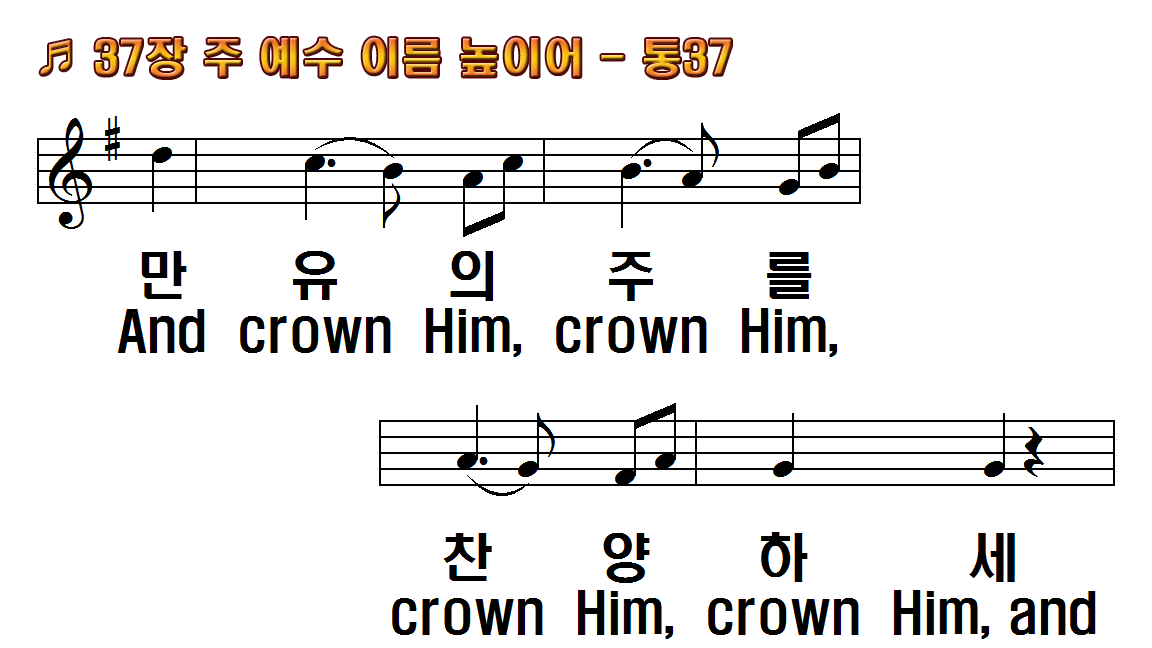 ♬ 37장 주 예수 이름 높이어 - 통37
만 유 의 주 를
And crown Him, crown Him,
찬 양 하 세
crown Him, crown Him, and